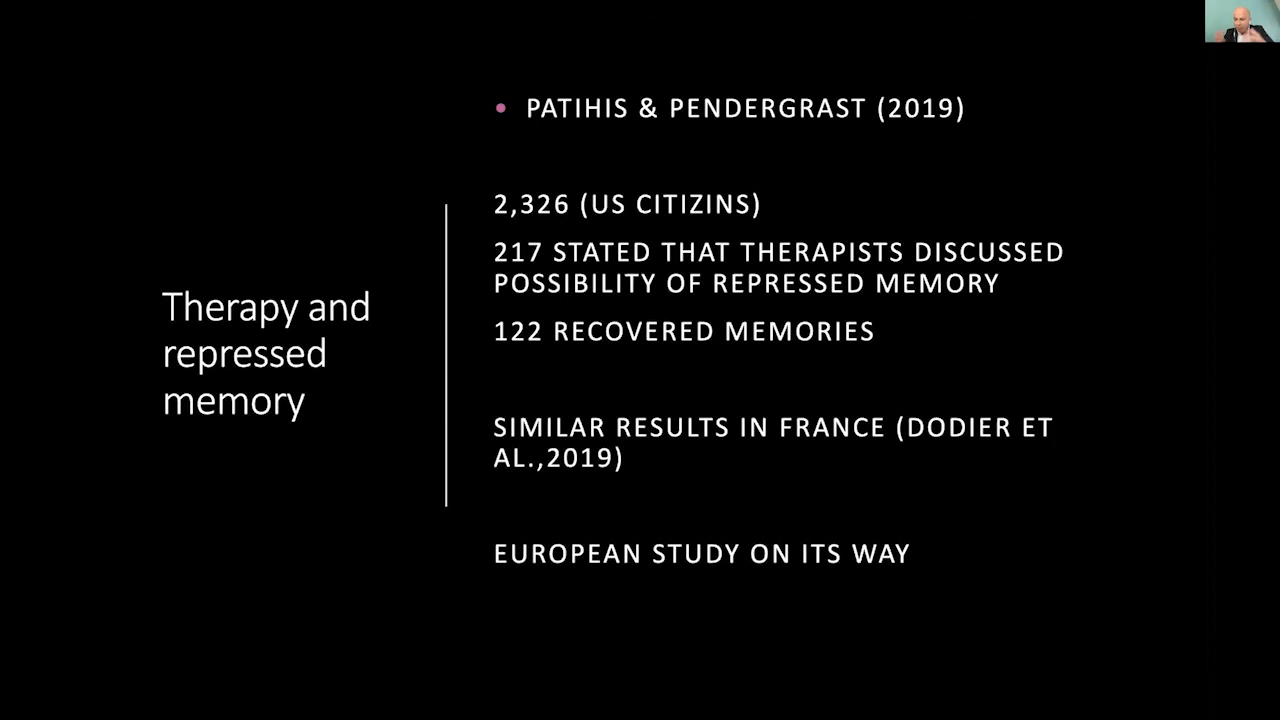 Therapy and
repressed
memory
• PATIHIS & PENDERGRAST (2019)
2,326 (US CITIZINS)
217 STATED THAT THERAPISTS DISCUSSED
POSSIBILITY OF REPRESSED MEMORY
122 RECOVERED MEMORIES
SIMILAR RESULTS IN FRANCE (DODIER ET
AL.,2019)
EUROPEAN STUDY ON ITS WAY